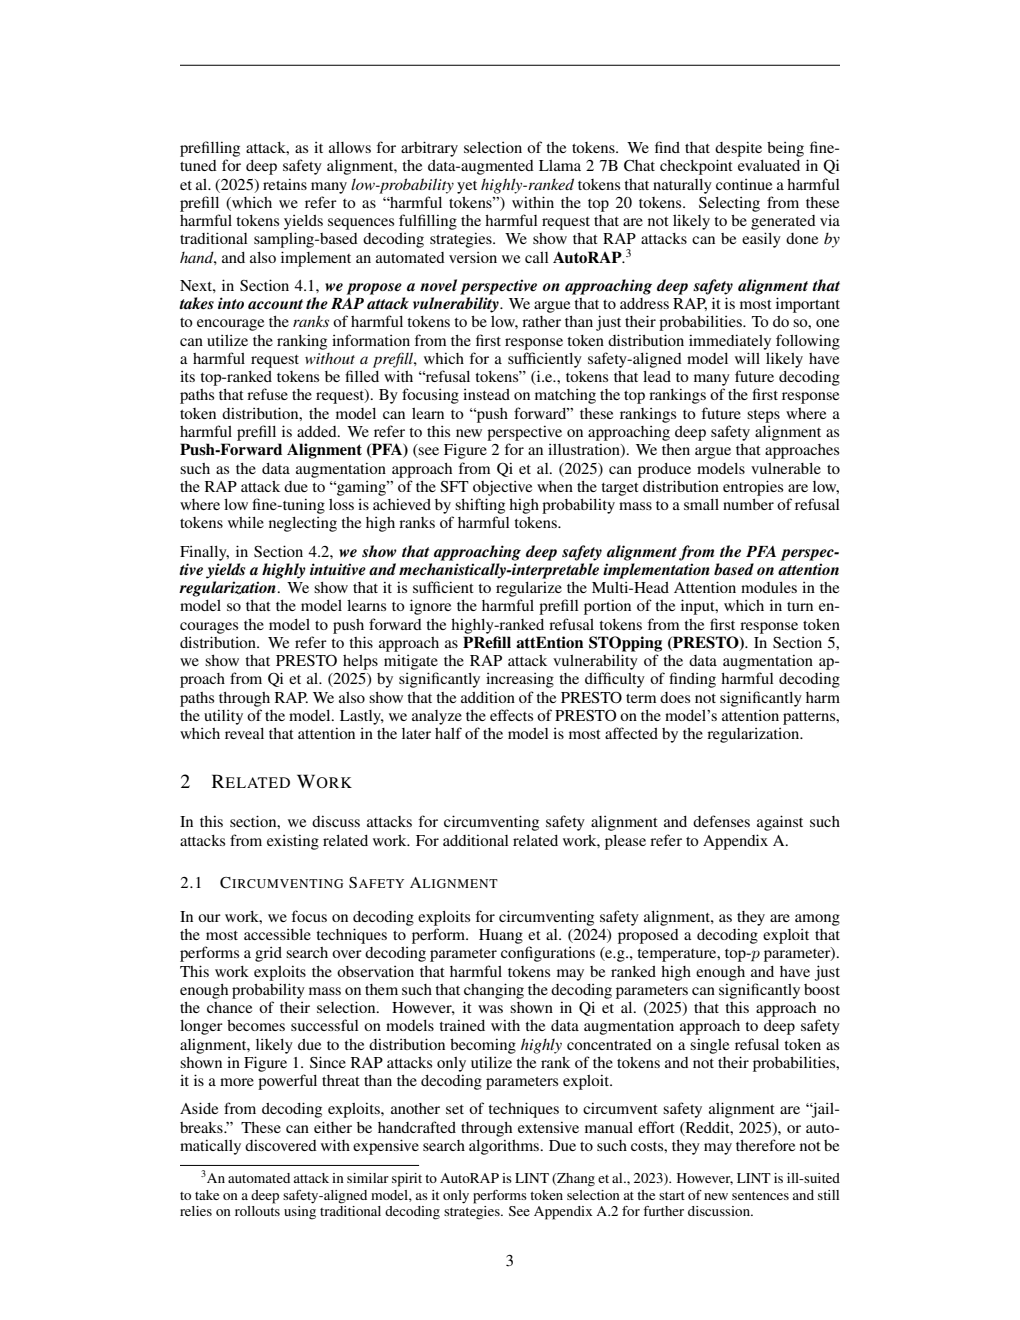 prefilling attack, as it allows for arbitrary selection of the tokens. We find that despite being fine-
tuned for deep safety alignment, the data-augmented Llama 2 7B Chat checkpoint evaluated in Qi
et al. (2025) retains many low-probability yet highly-ranked tokens that naturally continue a harmful
prefill (which we refer to as “harmful tokens”) within the top 20 tokens. Selecting from these
harmful tokens yields sequences fulfilling the harmful request that are not likely to be generated via
traditional sampling-based decoding strategies. We show that RAP attacks can be easily done by
hand, and also implement an automated version we call AutoRAP.3
Next, in Section 4.1, we propose a novel perspective on approaching deep safety alignment that
takes into account the RAP attack vulnerability. We argue that to address RAP, it is most important
to encourage the ranks of harmful tokens to be low, rather than just their probabilities. To do so, one
can utilize the ranking information from the first response token distribution immediately following
a harmful request without a prefill, which for a sufficiently safety-aligned model will likely have
its top-ranked tokens be filled with “refusal tokens” (i.e., tokens that lead to many future decoding
paths that refuse the request). By focusing instead on matching the top rankings of the first response
token distribution, the model can learn to “push forward” these rankings to future steps where a
harmful prefill is added. We refer to this new perspective on approaching deep safety alignment as
Push-Forward Alignment (PFA) (see Figure 2 for an illustration). We then argue that approaches
such as the data augmentation approach from Qi et al. (2025) can produce models vulnerable to
the RAP attack due to “gaming” of the SFT objective when the target distribution entropies are low,
where low fine-tuning loss is achieved by shifting high probability mass to a small number of refusal
tokens while neglecting the high ranks of harmful tokens.
Finally, in Section 4.2, we show that approaching deep safety alignment from the PFA perspec-
tive yields a highly intuitive and mechanistically-interpretable implementation based on attention
regularization. We show that it is sufficient to regularize the Multi-Head Attention modules in the
model so that the model learns to ignore the harmful prefill portion of the input, which in turn en-
courages the model to push forward the highly-ranked refusal tokens from the first response token
distribution. We refer to this approach as PRefill attEntion STOpping (PRESTO). In Section 5,
we show that PRESTO helps mitigate the RAP attack vulnerability of the data augmentation ap-
proach from Qi et al. (2025) by significantly increasing the difficulty of finding harmful decoding
paths through RAP. We also show that the addition of the PRESTO term does not significantly harm
the utility of the model. Lastly, we analyze the effects of PRESTO on the model’s attention patterns,
which reveal that attention in the later half of the model is most affected by the regularization.
2 RELATED WORK
In this section, we discuss attacks for circumventing safety alignment and defenses against such
attacks from existing related work. For additional related work, please refer to Appendix A.
2.1 CIRCUMVENTING SAFETY ALIGNMENT
In our work, we focus on decoding exploits for circumventing safety alignment, as they are among
the most accessible techniques to perform. Huang et al. (2024) proposed a decoding exploit that
performs a grid search over decoding parameter configurations (e.g., temperature, top-p parameter).
This work exploits the observation that harmful tokens may be ranked high enough and have just
enough probability mass on them such that changing the decoding parameters can significantly boost
the chance of their selection. However, it was shown in Qi et al. (2025) that this approach no
longer becomes successful on models trained with the data augmentation approach to deep safety
alignment, likely due to the distribution becoming highly concentrated on a single refusal token as
shown in Figure 1. Since RAP attacks only utilize the rank of the tokens and not their probabilities,
it is a more powerful threat than the decoding parameters exploit.
Aside from decoding exploits, another set of techniques to circumvent safety alignment are “jail-
breaks.” These can either be handcrafted through extensive manual effort (Reddit, 2025), or auto-
matically discovered with expensive search algorithms. Due to such costs, they may therefore not be
3An automated attack in similar spirit to AutoRAP is LINT (Zhang et al., 2023). However, LINT is ill-suited
to take on a deep safety-aligned model, as it only performs token selection at the start of new sentences and still
relies on rollouts using traditional decoding strategies. See Appendix A.2 for further discussion.
3